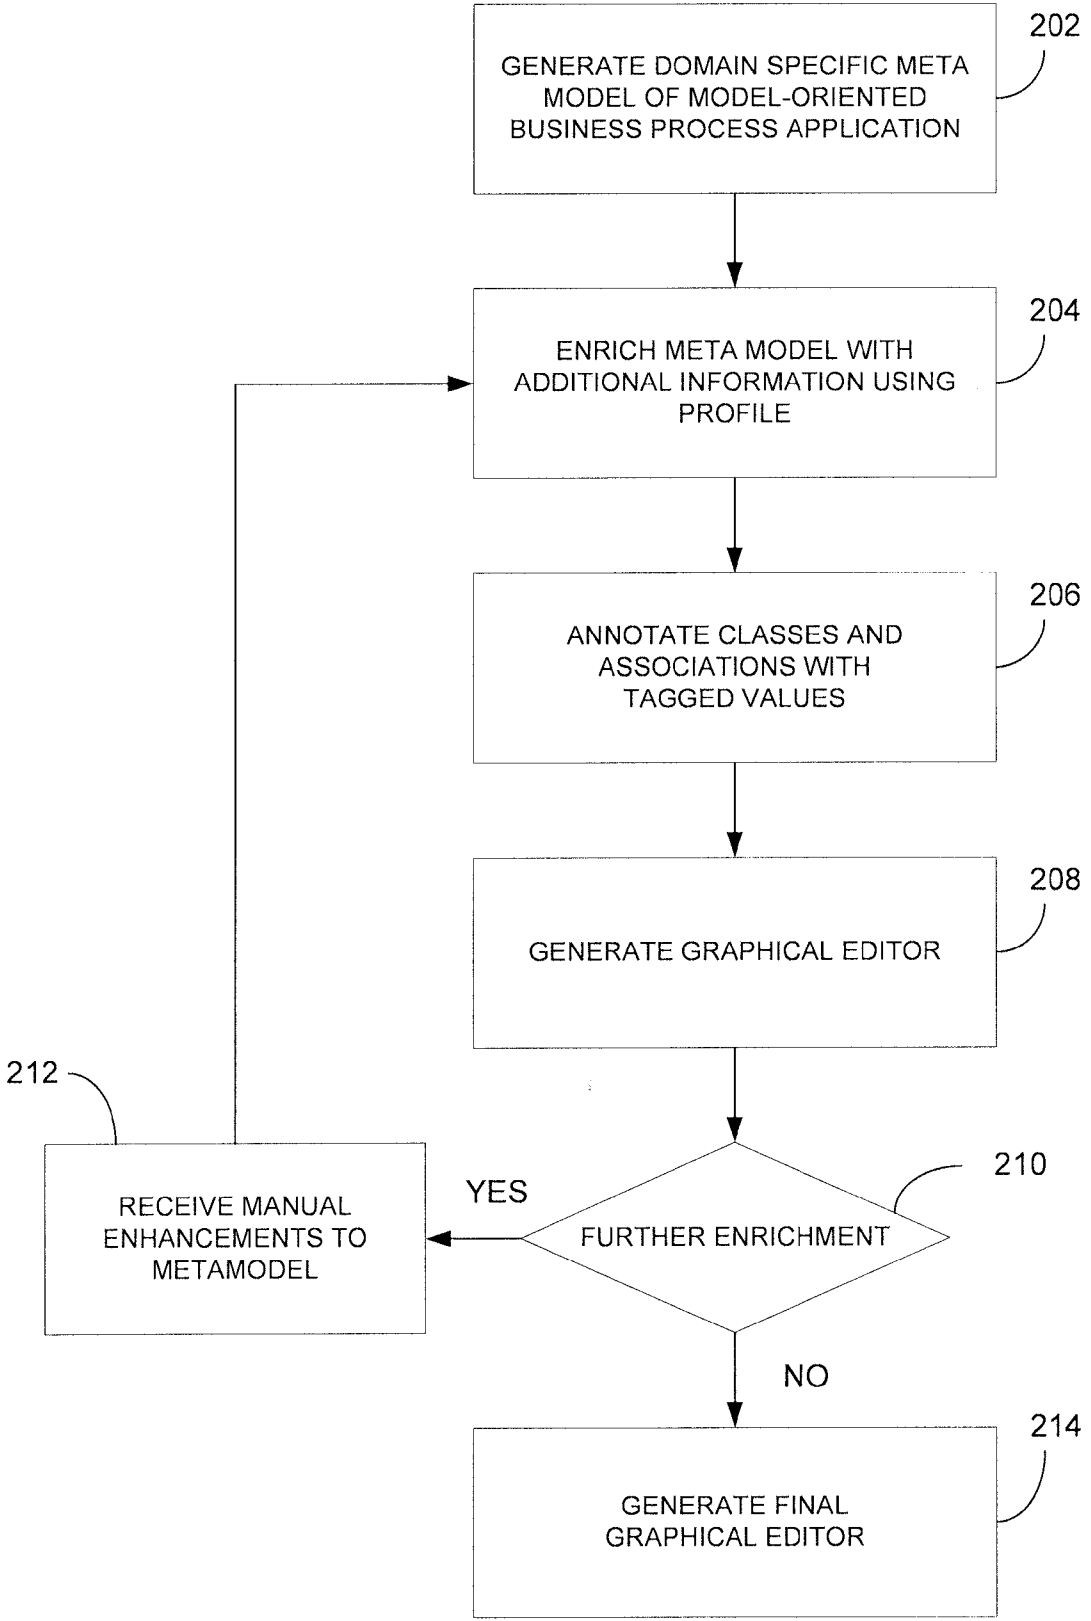 202
GENERATE DOMAIN SPECIFIC META
MODEL OF MODEL-ORIENTED
BUSINESS PROCESS APPLICATION
204
ENRICH META MODEL WITH
ADDITIONAL INFORMATION USING
PROFILE
206
ANNOTATE CLASSES AND
ASSOCIATIONS WITH
TAGGED VALUES
208
GENERATE GRAPHICAL EDITOR
210
FURTHER ENRICHMENT
YES
212
RECEIVE MANUAL
ENHANCEMENTS TO
METAMODEL
NO
214
GENERATE FINAL
GRAPHICAL EDITOR